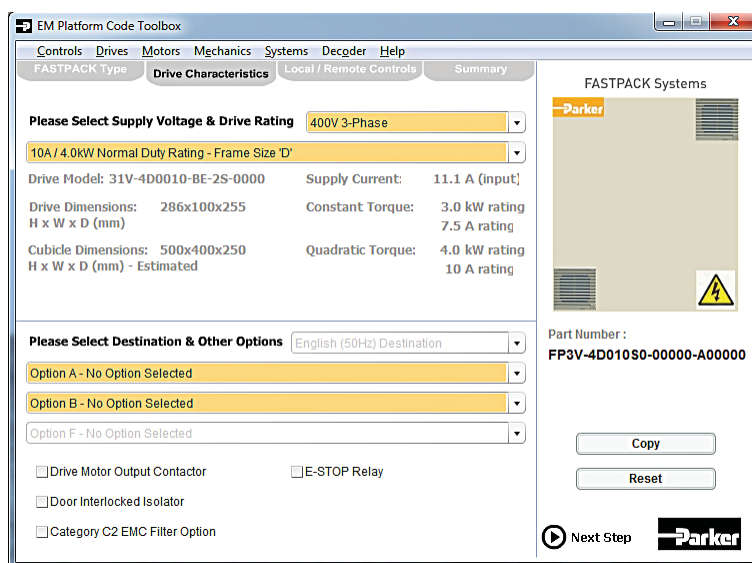 EM Platform Code Toolbox
Controls Drives Motors Mechanics Systems Decoder Help
FASTPACK Type Drive Characteristics Local / Remote Controls Summary
FASTPACK Systems
Parker
Please Select Supply Voltage & Drive Rating 400V 3-Phase
10A / 4.0kW Normal Duty Rating - Frame Size 'D'
Drive Model: 31V-4D0010-BE-2S-0000 Supply Current: 11.1 A (input)
Drive Dimensions: 286x100x255 Constant Torque: 3.0 kW rating
H x W x D (mm) 7.5 A rating
Cubicle Dimensions: 500x400x250 Quadratic Torque: 4.0 kW rating
H x W x D (mm) - Estimated 10 A rating
Please Select Destination & Other Options English (50Hz) Destination
Option A - No Option Selected
Option B - No Option Selected
Option F - No Option Selected
Drive Motor Output Contactor E-STOP Relay
Door Interlocked Isolator
Category C2 EMC Filter Option
Part Number :
FP3V-4D010S0-00000-A00000
Copy
Reset
Next Step Parker